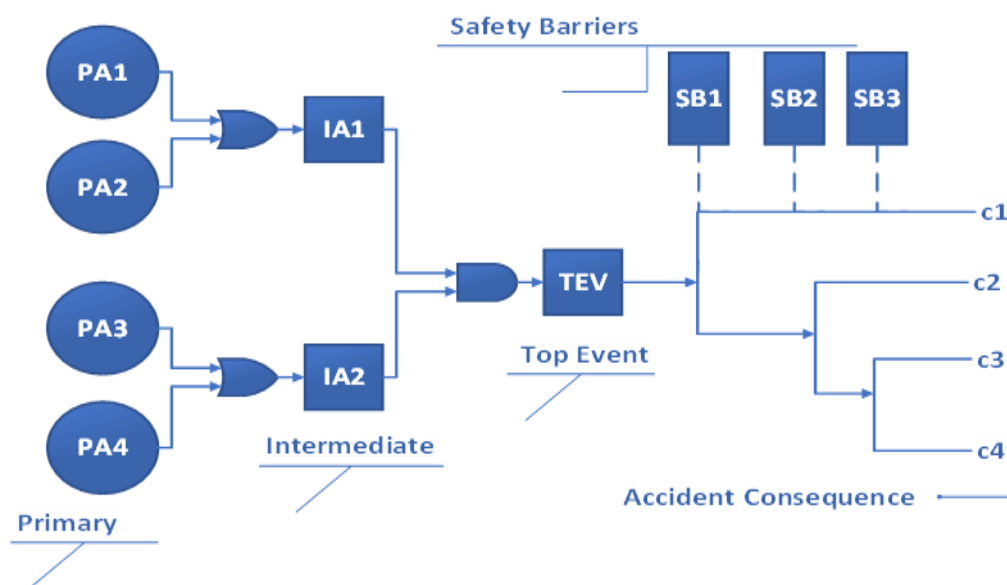 Safety Barriers
PA1
SB1
SB2
SB3
IA1
PA2
c1
TEV
c2
PA3
Top Event
c3
IA2
PA4
Intermediate
c4
Accident Consequence
Primary